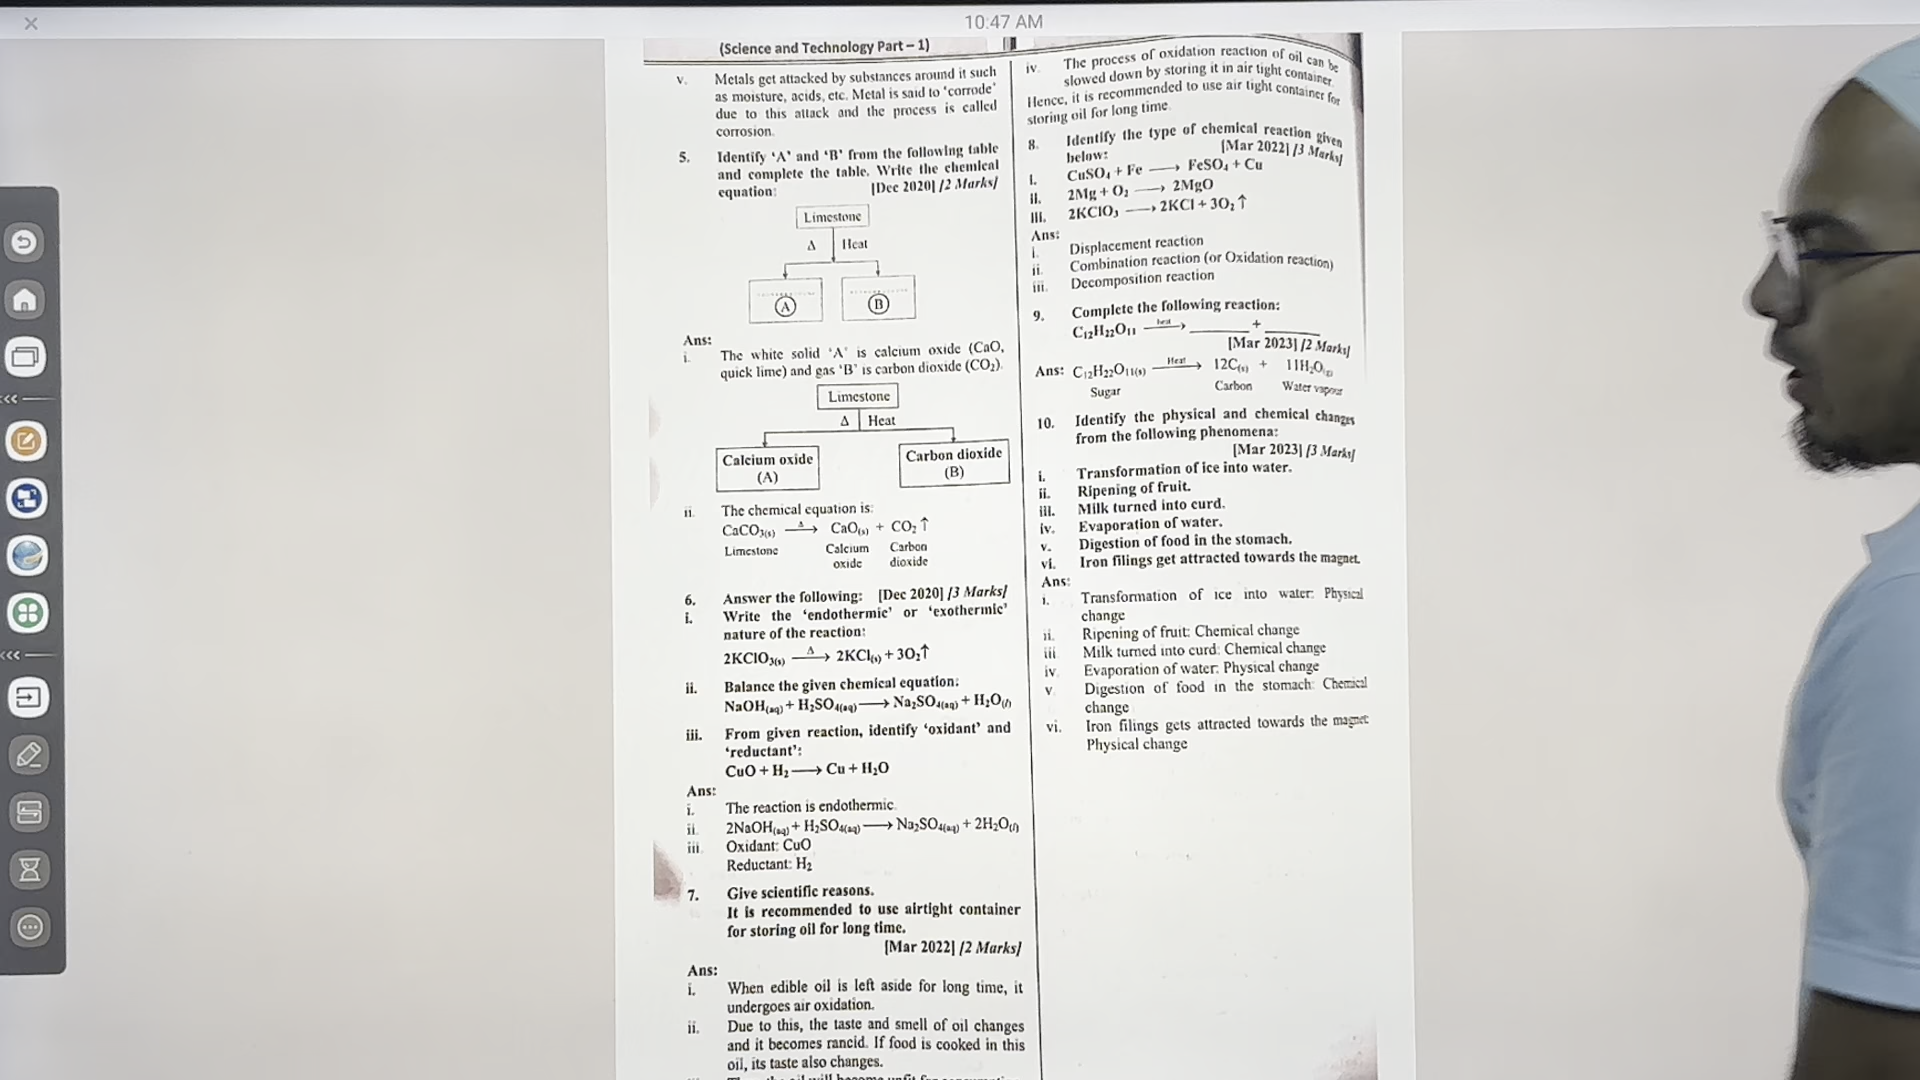 10:47 AM
(Science and Technology Part – 1)
v. Metals get attacked by substances around it such
as moisture, acids, etc. Metal is said to ‘corrode’
due to this attack and the process is called
corrosion.
5. Identify ‘A’ and ‘B’ from the following table
and complete the table. Write the chemical
equation: [Dec 2020] [2 Marks]
Limestone
Δ Heat
A B
Ans:
i. The white solid ‘A’ is calcium oxide (CaO,
quick lime) and gas ‘B’ is carbon dioxide (CO₂).
Limestone
Δ Heat
Calcium oxide
(A)
Carbon dioxide
(B)
ii. The chemical equation is:
CaCO₃(s) —Δ→ CaO(s) + CO₂ ↑
Limestone Calcium Carbon
oxide dioxide
6. Answer the following: [Dec 2020] [3 Marks]
i. Write the ‘endothermic’ or ‘exothermic’
nature of the reaction:
2KClO₃(s) —Δ→ 2KCl(s) + 3O₂↑
ii. Balance the given chemical equation:
NaOH(aq) + H₂SO₄(aq) ⟶ Na₂SO₄(aq) + H₂O(l)
iii. From given reaction, identify ‘oxidant’ and
‘reductant’:
CuO + H₂ ⟶ Cu + H₂O
Ans:
i. The reaction is endothermic.
ii. 2NaOH(aq) + H₂SO₄(aq) ⟶ Na₂SO₄(aq) + 2H₂O(l)
iii. Oxidant: CuO
Reductant: H₂
7. Give scientific reasons.
It is recommended to use airtight container
for storing oil for long time.
[Mar 2022] [2 Marks]
Ans:
i. When edible oil is left aside for long time, it
undergoes air oxidation.
ii. Due to this, the taste and smell of oil changes
and it becomes rancid. If food is cooked in this
oil, its taste also changes.
iv. The process of oxidation reaction of oil can be
slowed down by storing it in air tight container.
Hence, it is recommended to use air tight container for
storing oil for long time.
8. Identify the type of chemical reaction given
below: [Mar 2022] [3 Marks]
i. CuSO₄ + Fe ⟶ FeSO₄ + Cu
ii. 2Mg + O₂ ⟶ 2MgO
iii. 2KClO₃ ⟶ 2KCl + 3O₂ ↑
Ans:
i. Displacement reaction
ii. Combination reaction (or Oxidation reaction)
iii. Decomposition reaction
9. Complete the following reaction:
C₁₂H₂₂O₁₁ —heat→ ______ + ______
[Mar 2023] [2 Marks]
Ans: C₁₂H₂₂O₁₁(s) —Heat→ 12C(s) + 11H₂O(g)
Sugar Carbon Water vapour
10. Identify the physical and chemical changes
from the following phenomena:
[Mar 2023] [3 Marks]
i. Transformation of ice into water.
ii. Ripening of fruit.
iii. Milk turned into curd.
iv. Evaporation of water.
v. Digestion of food in the stomach.
vi. Iron filings get attracted towards the magnet.
Ans:
i. Transformation of ice into water: Physical
change
ii. Ripening of fruit: Chemical change
iii. Milk turned into curd: Chemical change
iv. Evaporation of water: Physical change
v. Digestion of food in the stomach: Chemical
change
vi. Iron filings gets attracted towards the magnet:
Physical change